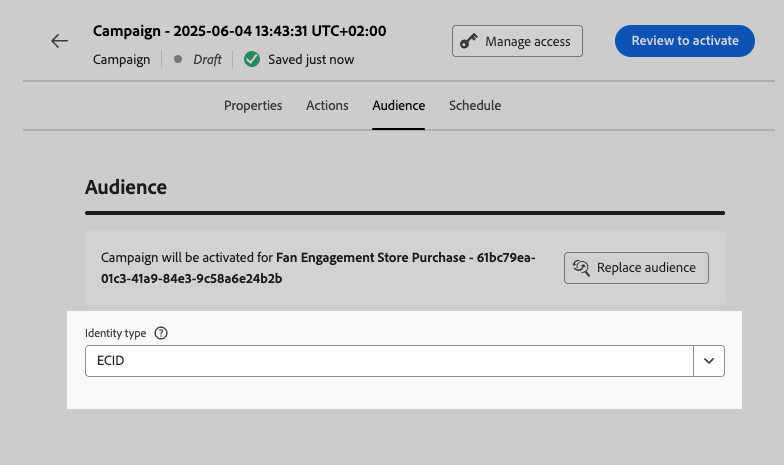 Campaign - 2025-06-04 13:43:31 UTC+02:00
Campaign
Draft
Saved just now
Manage access
Review to activate
Properties
Actions
Audience
Schedule
Audience
Campaign will be activated for Fan Engagement Store Purchase - 61bc79ea-
01c3-41a9-84e3-9c58a6e24b2b
Replace audience
Identity type ?
ECID